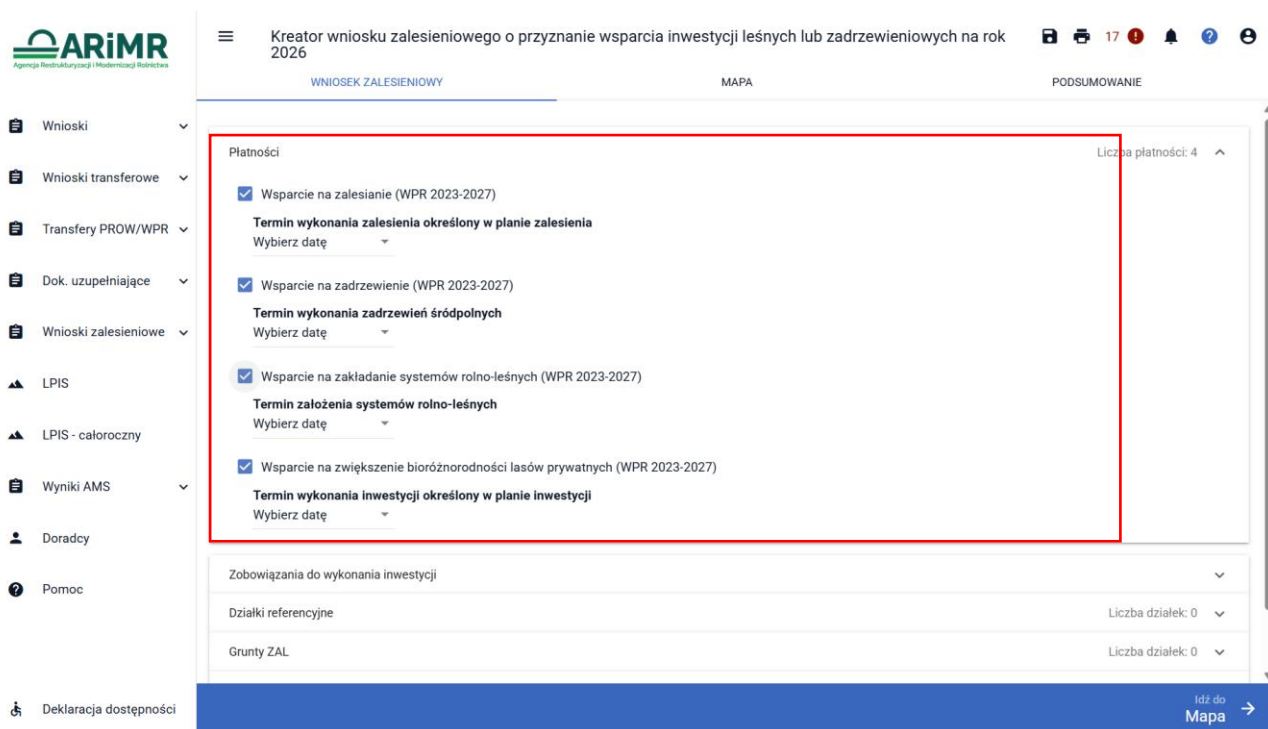 ARiMR
Agencja Restrukturyzacji i Modernizacji Rolnictwa
Kreator wniosku zalesieniowego o przyznanie wsparcia inwestycji leśnych lub zadrzewieniowych na rok
2026
17
WNIOSEK ZALESIENIOWY
MAPA
PODSUMOWANIE
Wnioski
Wnioski transferowe
Transfery PROW/WPR
Dok. uzupełniające
Wnioski zalesieniowe
LPIS
LPIS - całoroczny
Wyniki AMS
Doradcy
Pomoc
Deklaracja dostępności
Płatności
Liczba płatności: 4
Wsparcie na zalesianie (WPR 2023-2027)
Termin wykonania zalesienia określony w planie zalesienia
Wybierz datę
Wsparcie na zadrzewienie (WPR 2023-2027)
Termin wykonania zadrzewień śródpolnych
Wybierz datę
Wsparcie na zakładanie systemów rolno-leśnych (WPR 2023-2027)
Termin założenia systemów rolno-leśnych
Wybierz datę
Wsparcie na zwiększenie bioróżnorodności lasów prywatnych (WPR 2023-2027)
Termin wykonania inwestycji określony w planie inwestycji
Wybierz datę
Zobowiązania do wykonania inwestycji
Działki referencyjne
Liczba działek: 0
Grunty ZAL
Liczba działek: 0
Idź do
Mapa